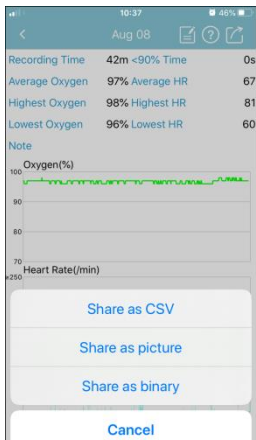 10:37
46%
Aug 08
Recording Time 42m <90% Time 0s
Average Oxygen 97% Average HR 67
Highest Oxygen 98% Highest HR 81
Lowest Oxygen 96% Lowest HR 60
Note
Oxygen(%)
100
90
80
70
Heart Rate(/min)
≥250
Share as CSV
Share as picture
Share as binary
Cancel